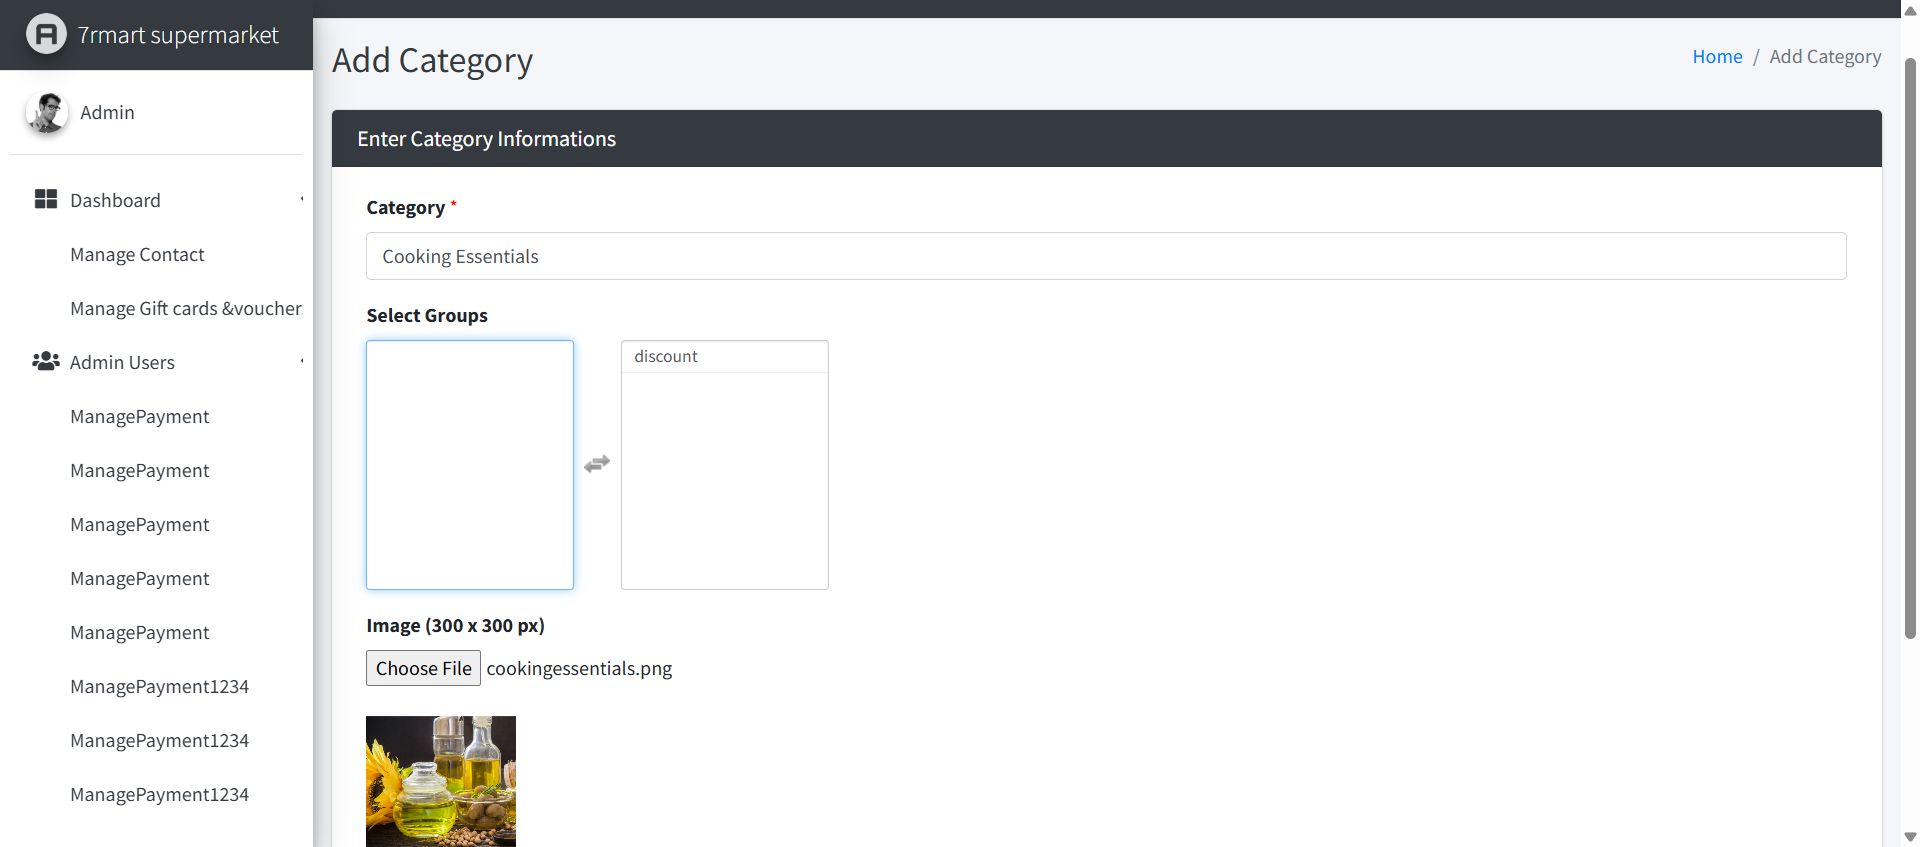 7rmart supermarket
Admin
Dashboard
Manage Contact
Manage Gift cards &voucher
Admin Users
ManagePayment
ManagePayment
ManagePayment
ManagePayment
ManagePayment
ManagePayment1234
ManagePayment1234
ManagePayment1234
Add Category
Home / Add Category
Enter Category Informations
Category *
Cooking Essentials
Select Groups
discount
Image (300 x 300 px)
Choose File cookingessentials.png